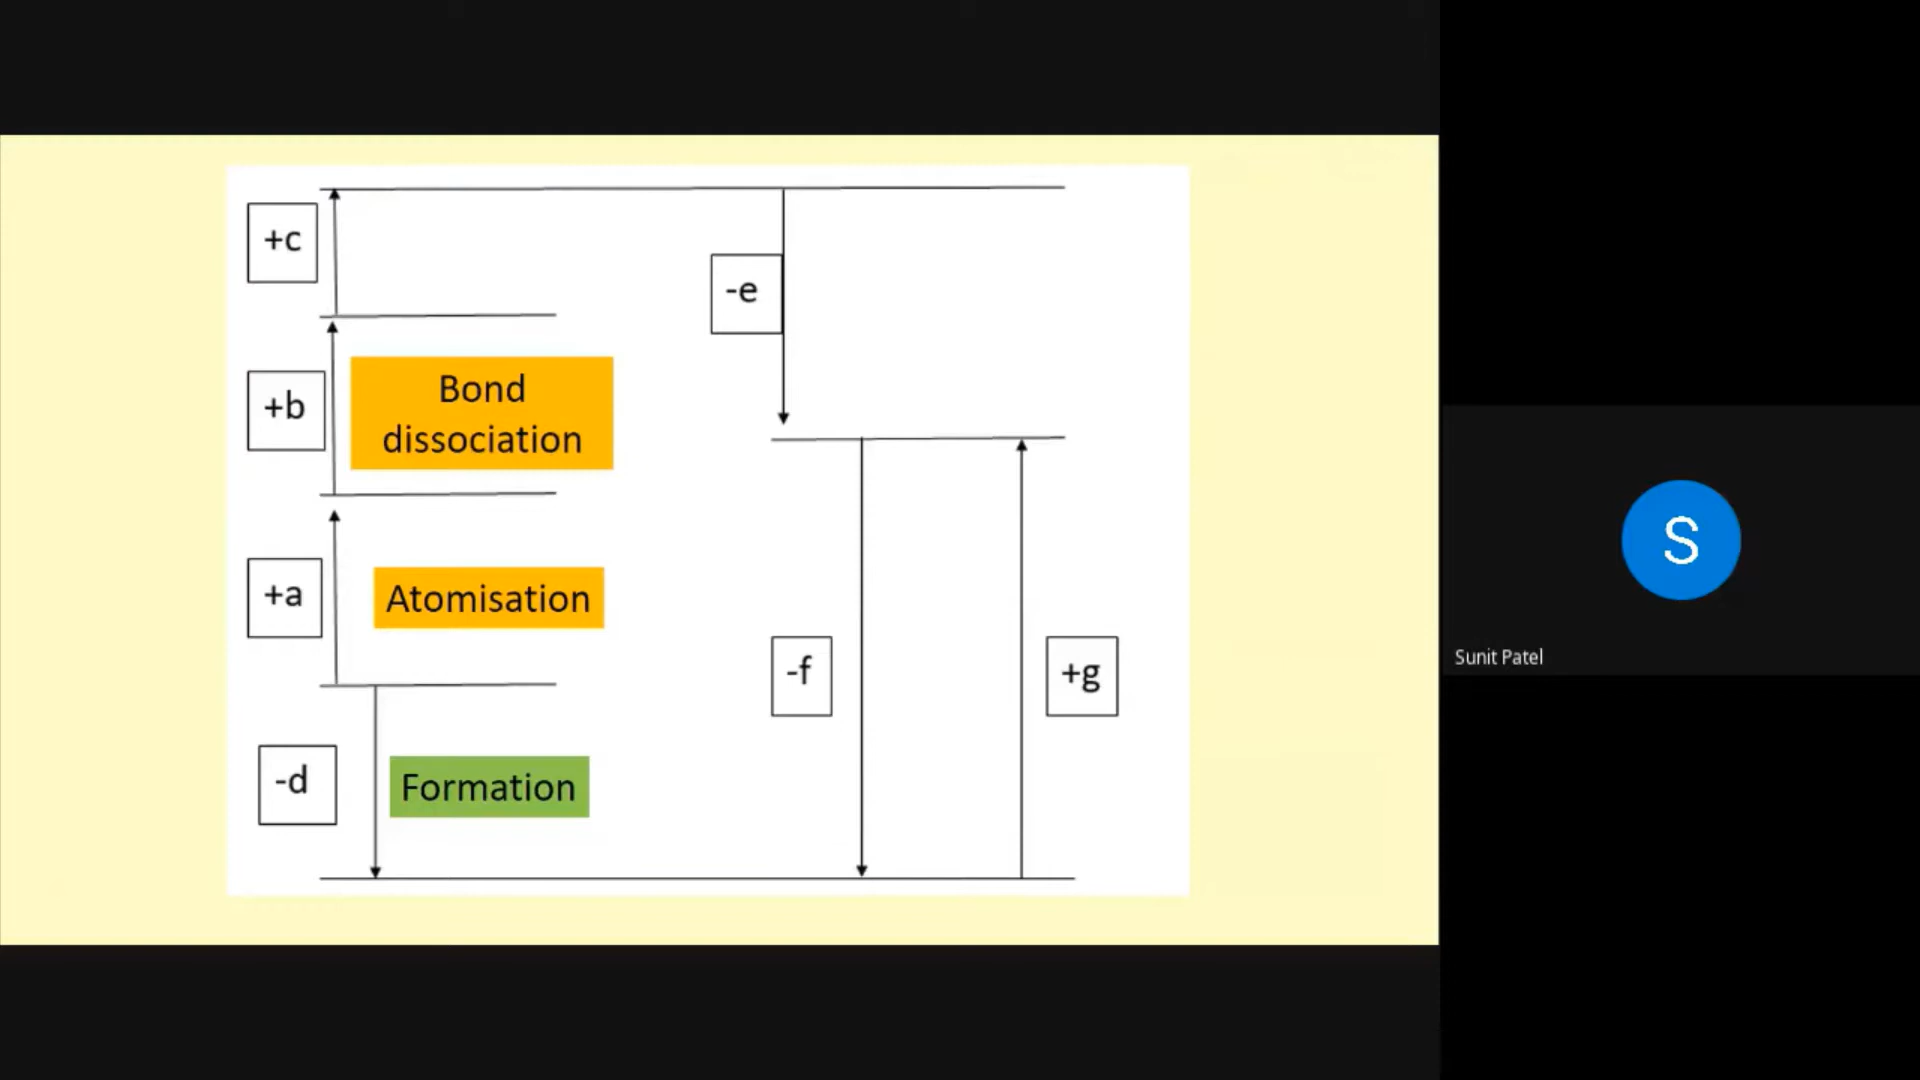 +c
-e
+b
Bond
dissociation
+a
Atomisation
-f
+g
-d
Formation
S
Sunit Patel